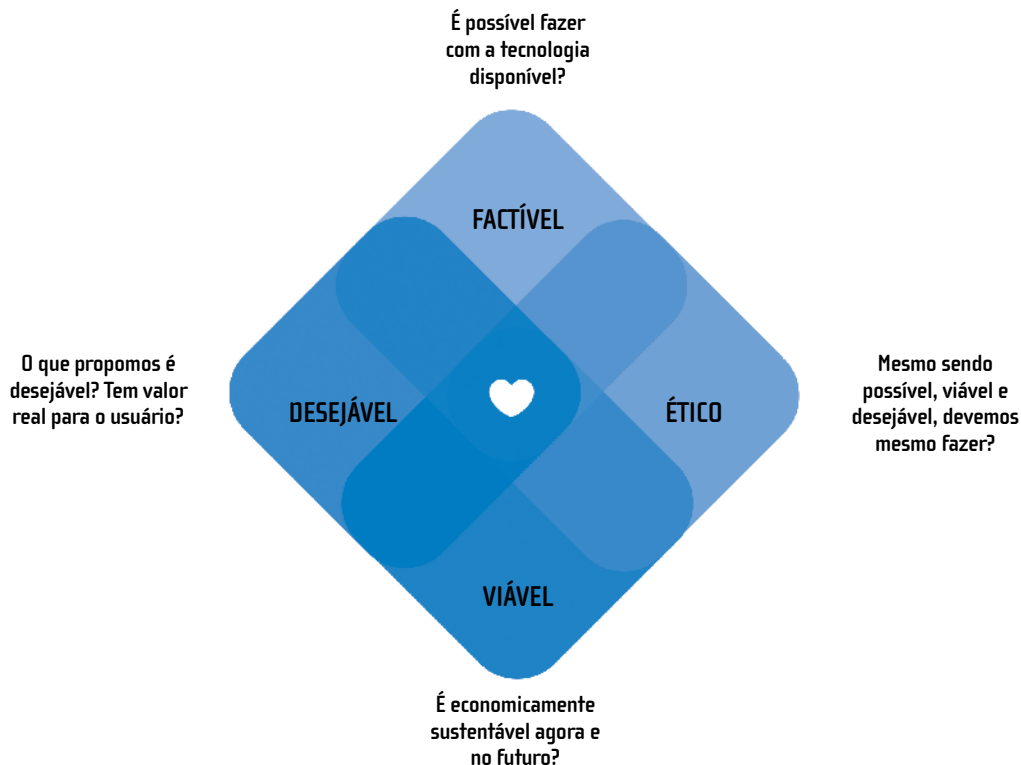 É possível fazer
com a tecnologia
disponível?
FACTÍVEL
O que propomos é
desejável? Tem valor
real para o usuário?
DESEJÁVEL
ÉTICO
Mesmo sendo
possível, viável e
desejável, devemos
mesmo fazer?
VIÁVEL
É economicamente
sustentável agora e
no futuro?